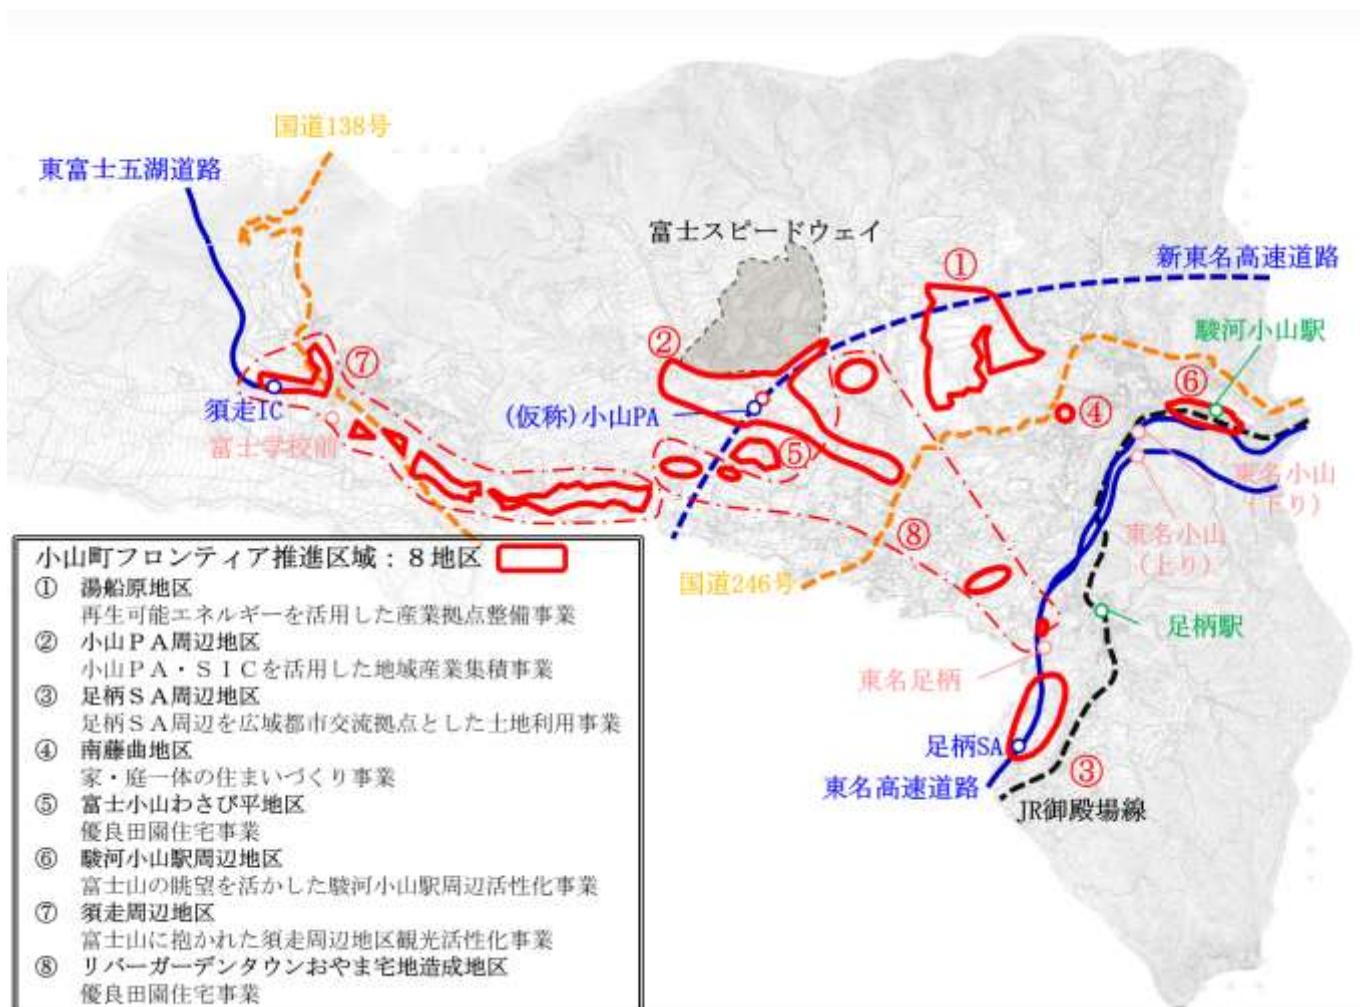 国道138号
東富士五湖道路
富士スピードウェイ
①
新東名高速道路
駿河小山駅
②
⑦
⑥
須走IC
(仮称)小山PA
④
富士学校前
⑤
東名小山
(下り)
⑧
東名小山
(上り)
国道246号
足柄駅
東名足柄
足柄SA
③
東名高速道路
JR御殿場線
小山町フロンティア推進区域：８地区
① 湯船原地区
再生可能エネルギーを活用した産業拠点整備事業
② 小山ＰＡ周辺地区
小山ＰＡ・ＳＩＣを活用した地域産業集積事業
③ 足柄ＳＡ周辺地区
足柄ＳＡ周辺を広域都市交流拠点とした土地利用事業
④ 南藤曲地区
家・庭一体の住まいづくり事業
⑤ 富士小山わさび平地区
優良田園住宅事業
⑥ 駿河小山駅周辺地区
富士山の眺望を活かした駿河小山駅周辺活性化事業
⑦ 須走周辺地区
富士山に抱かれた須走周辺地区観光活性化事業
⑧ リバーガーデンタウンおやま宅地造成地区
優良田園住宅事業